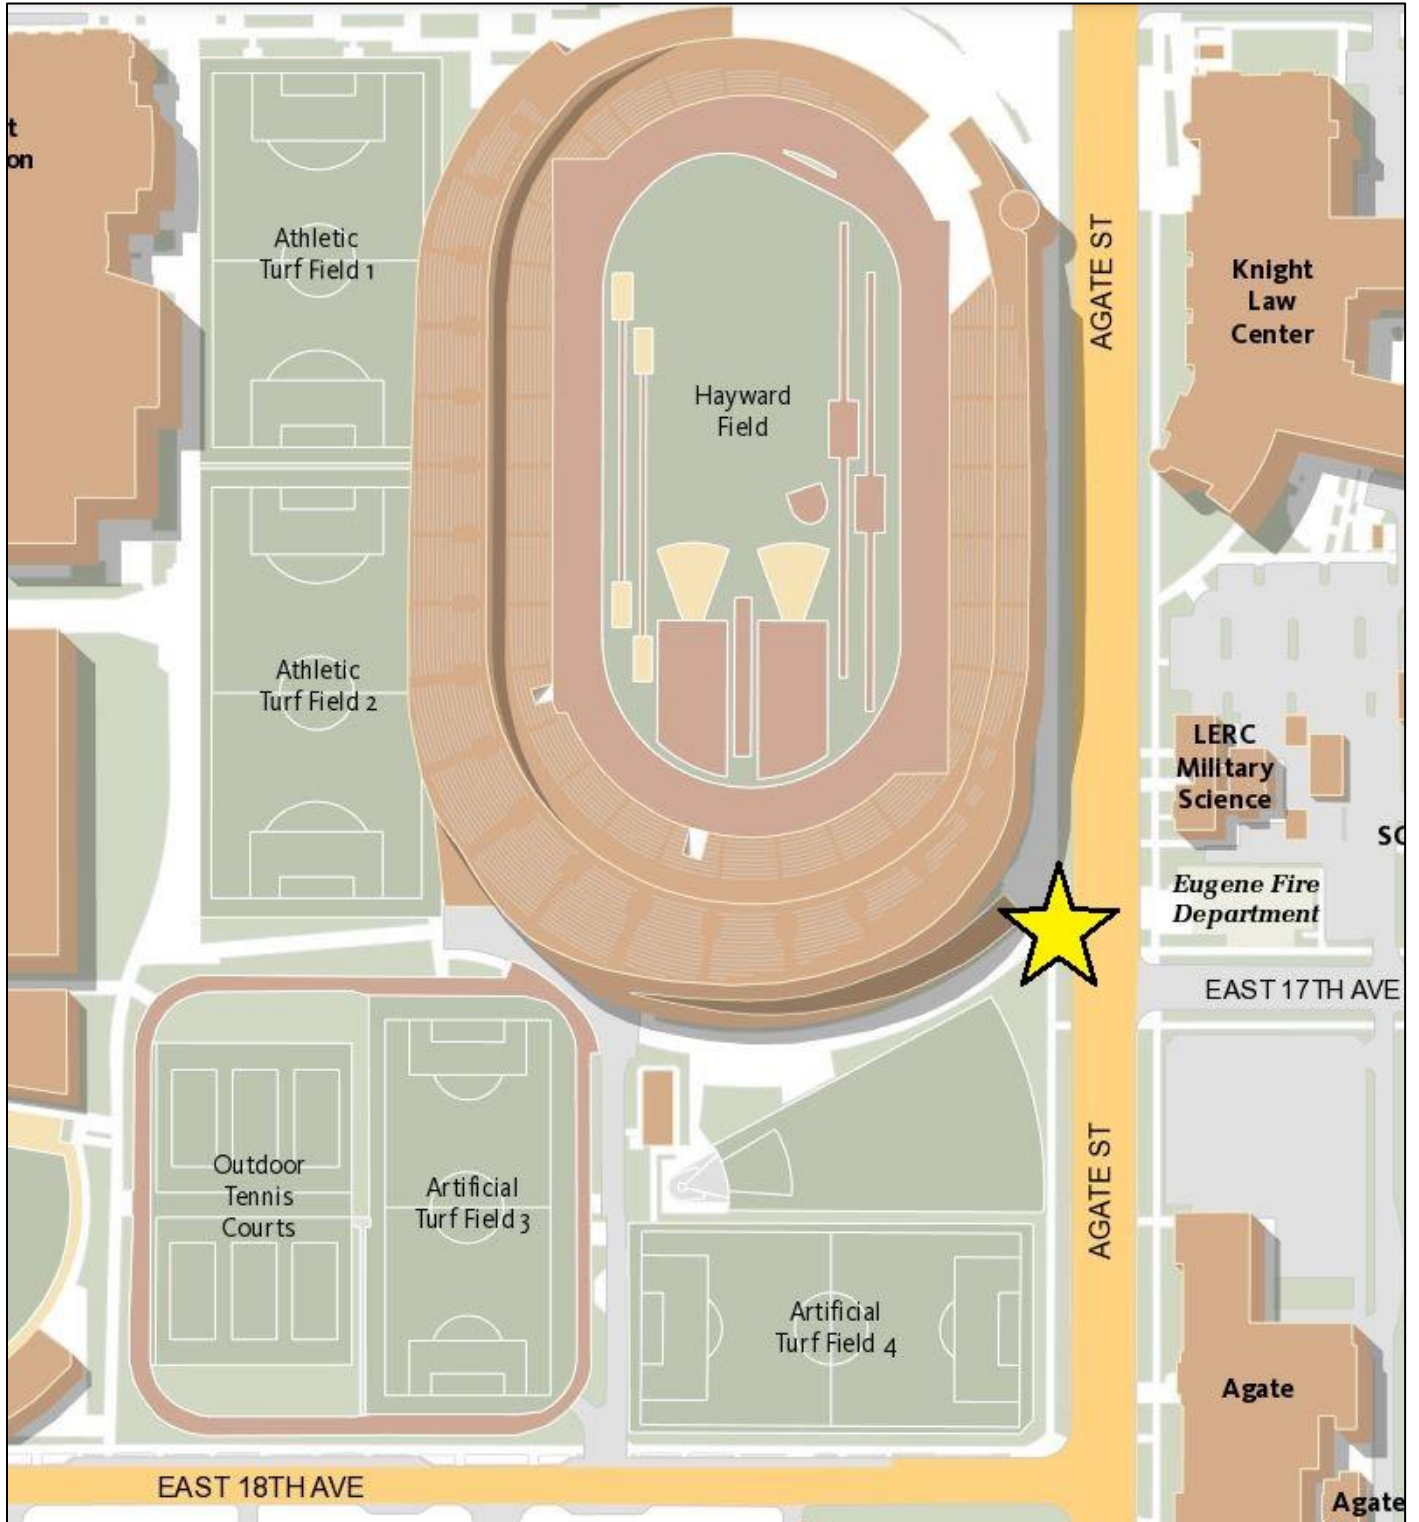 t
on
Athletic
Turf Field 1
Hayward
Field
AGATE ST
Knight
Law
Center
Athletic
Turf Field 2
LERC
Military
Science
SC
Eugene Fire
Department
EAST 17TH AVE
Outdoor
Tennis
Courts
Artificial
Turf Field 3
AGATE ST
Artificial
Turf Field 4
Agate
EAST 18TH AVE
Agate